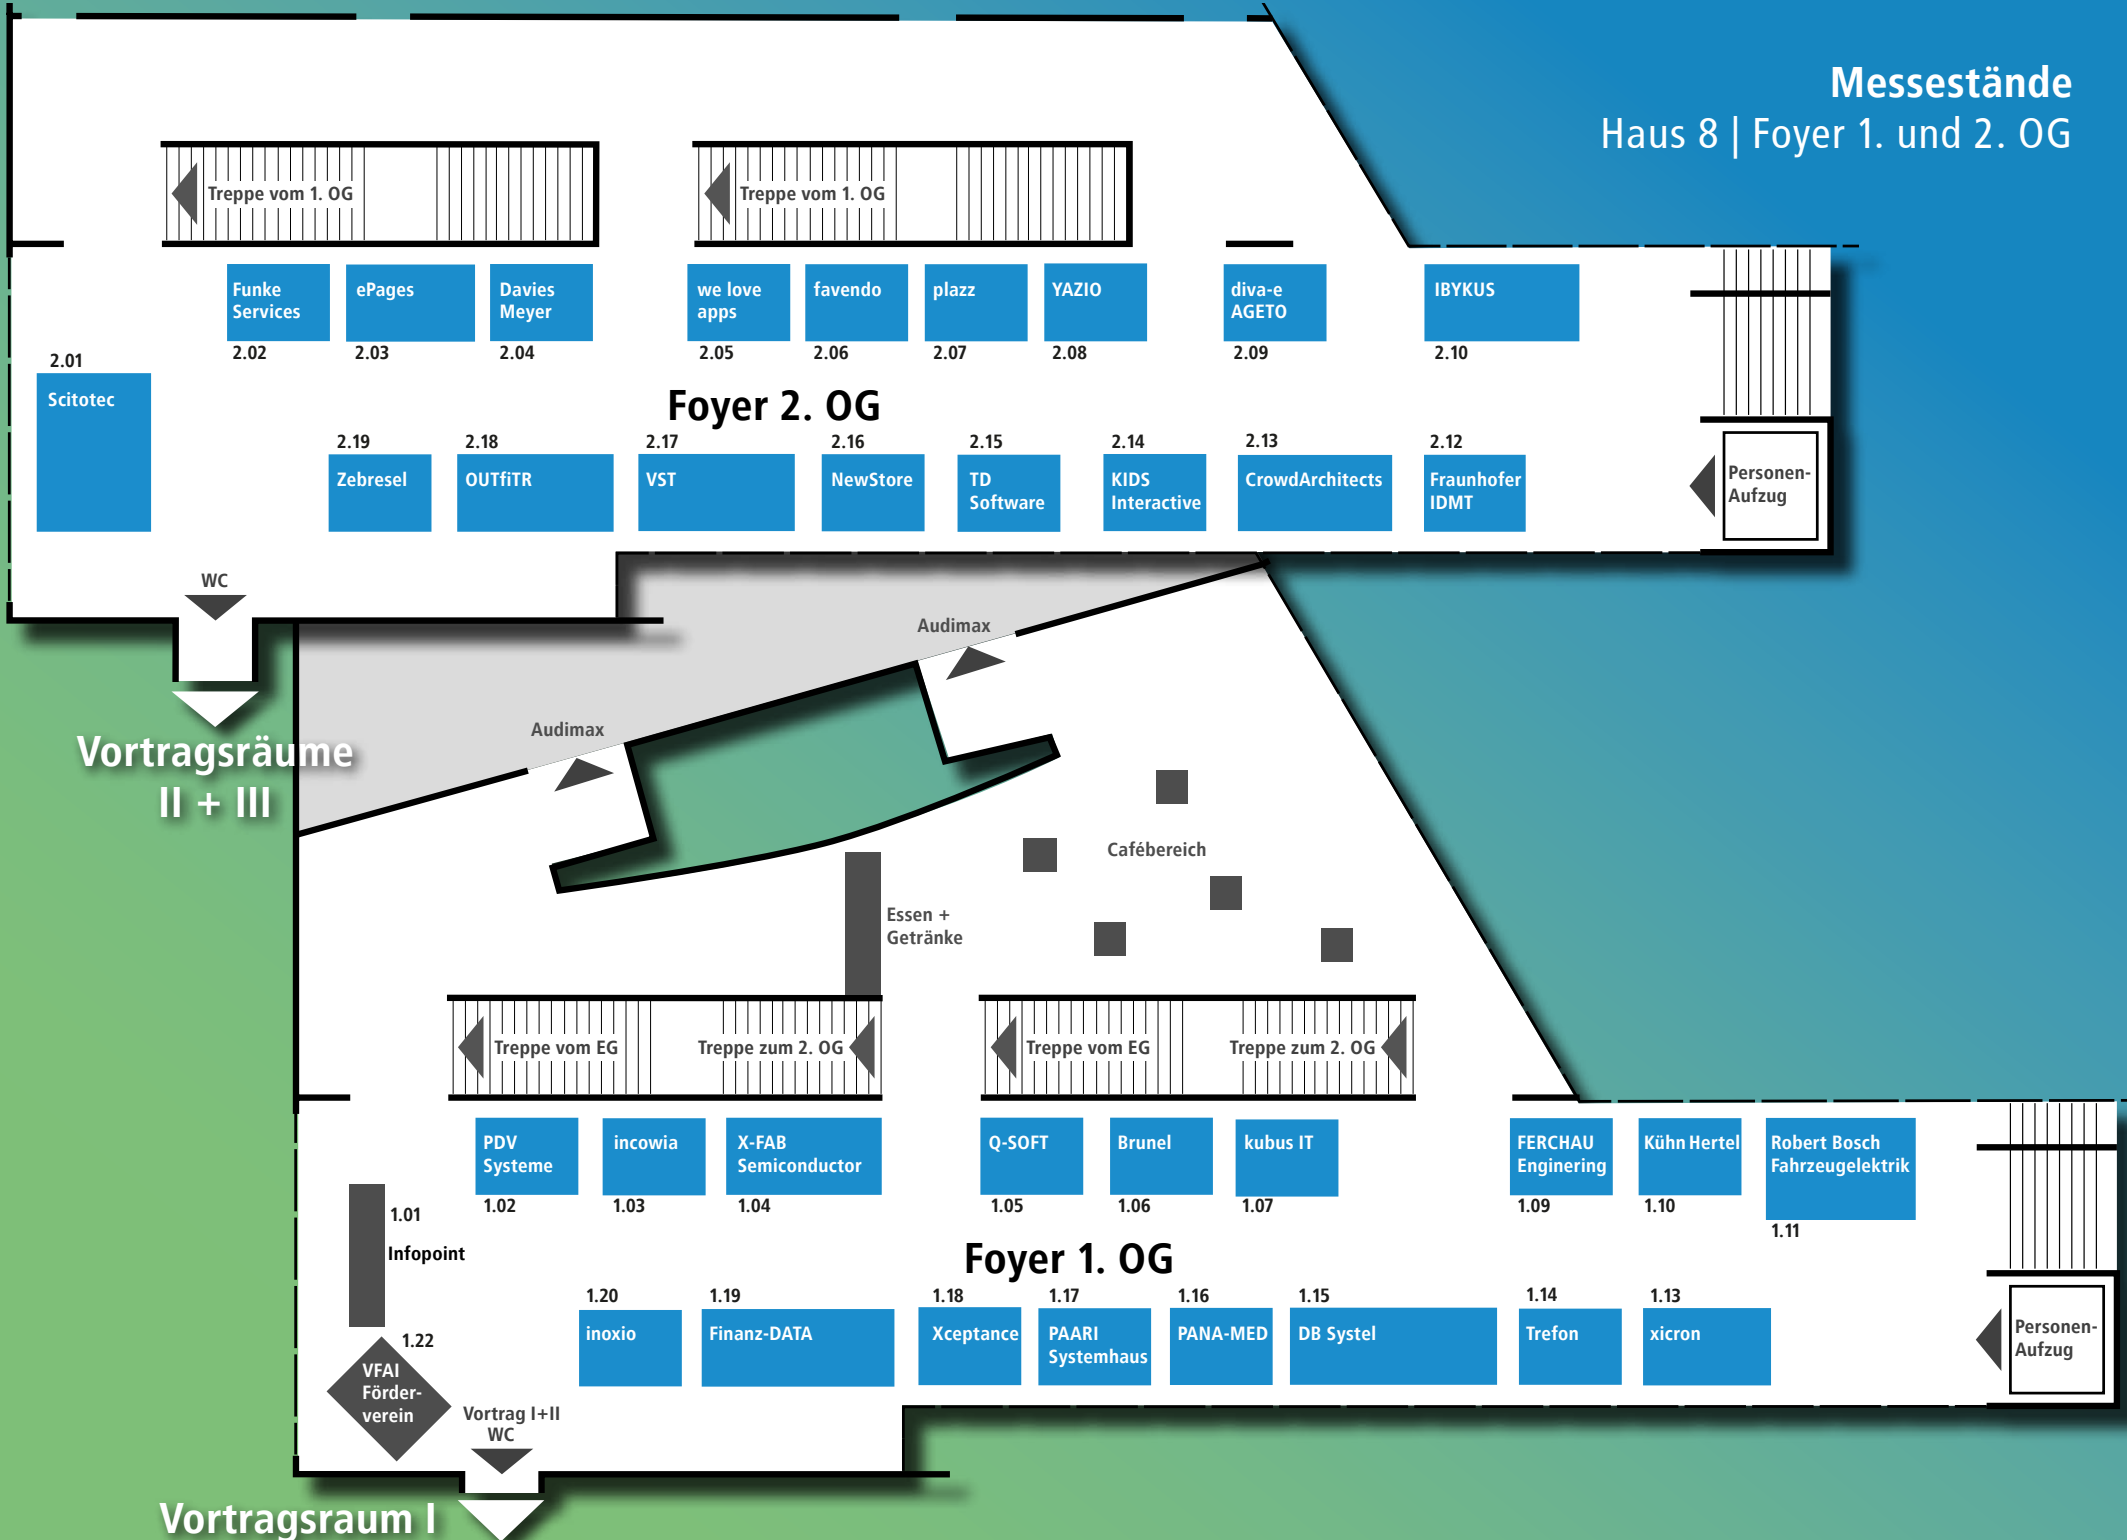 Messestände
Haus 8 | Foyer 1. und 2. OG
Treppe vom 1. OG
Treppe vom 1. OG
Funke
Services
2.02
ePages
2.03
Davies
Meyer
2.04
we love
apps
2.05
favendo
2.06
plazz
2.07
YAZIO
2.08
diva-e
AGETO
2.09
IBYKUS
2.10
2.01
Scitotec
Foyer 2. OG
2.19
Zebresel
2.18
OUTfiTR
2.17
VST
2.16
NewStore
2.15
TD
Software
2.14
KIDS
Interactive
2.13
CrowdArchitects
2.12
Fraunhofer
IDMT
Personen-
Aufzug
WC
Vortragsräume
II + III
Audimax
Audimax
Cafébereich
Essen +
Getränke
Treppe vom EG
Treppe zum 2. OG
Treppe vom EG
Treppe zum 2. OG
PDV
Systeme
1.02
incowia
1.03
X-FAB
Semiconductor
1.04
Q-SOFT
1.05
Brunel
1.06
kubus IT
1.07
FERCHAU
Enginering
1.09
Kühn Hertel
1.10
Robert Bosch
Fahrzeugelektrik
1.11
1.01
Infopoint
Foyer 1. OG
1.20
inoxio
1.19
Finanz-DATA
1.18
Xceptance
1.17
PAARI
Systemhaus
1.16
PANA-MED
1.15
DB Systel
1.14
Trefon
1.13
xicron
Personen-
Aufzug
1.22
VFAI
Förder-
verein
Vortrag I+II
WC
Vortragsraum I